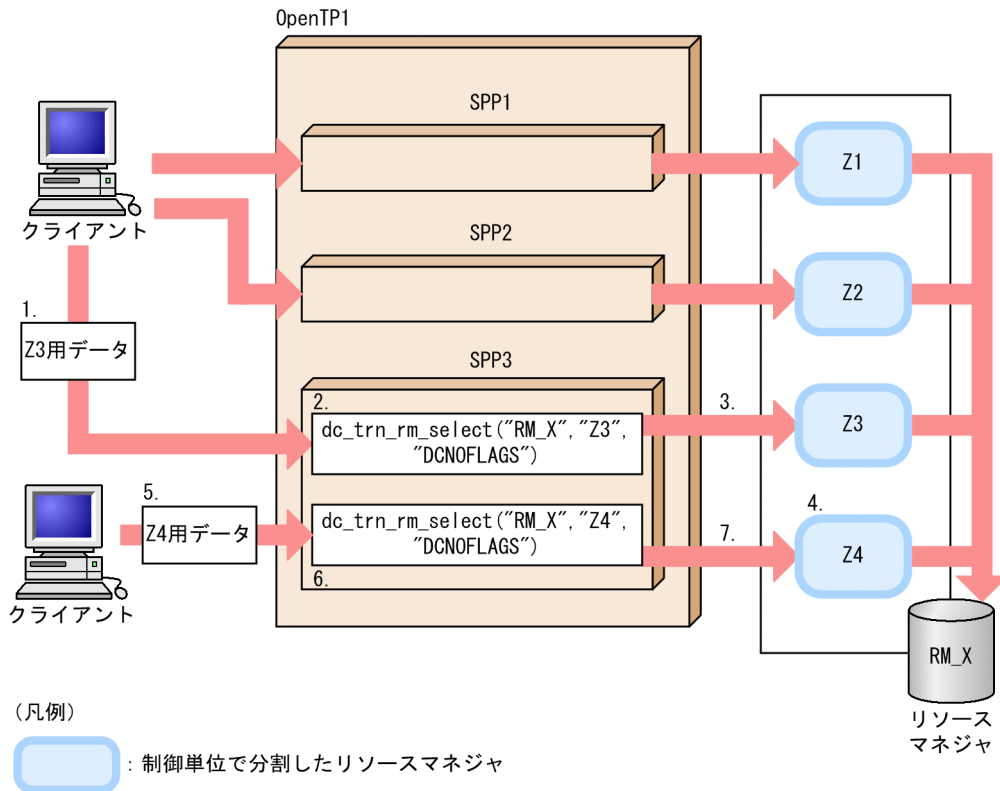 OpenTP1
SPP1
Z1
クライアント
SPP2
Z2
1.
Z3用データ
SPP3
2.
dc_trn_rm_select("RM_X","Z3",
"DCNOFLAGS")
3.
Z3
5.
Z4用データ
dc_trn_rm_select("RM_X","Z4",
"DCNOFLAGS")
6.
7.
4.
Z4
クライアント
RM_X
リソース
マネジャ
(凡例)
: 制御単位で分割したリソースマネジャ